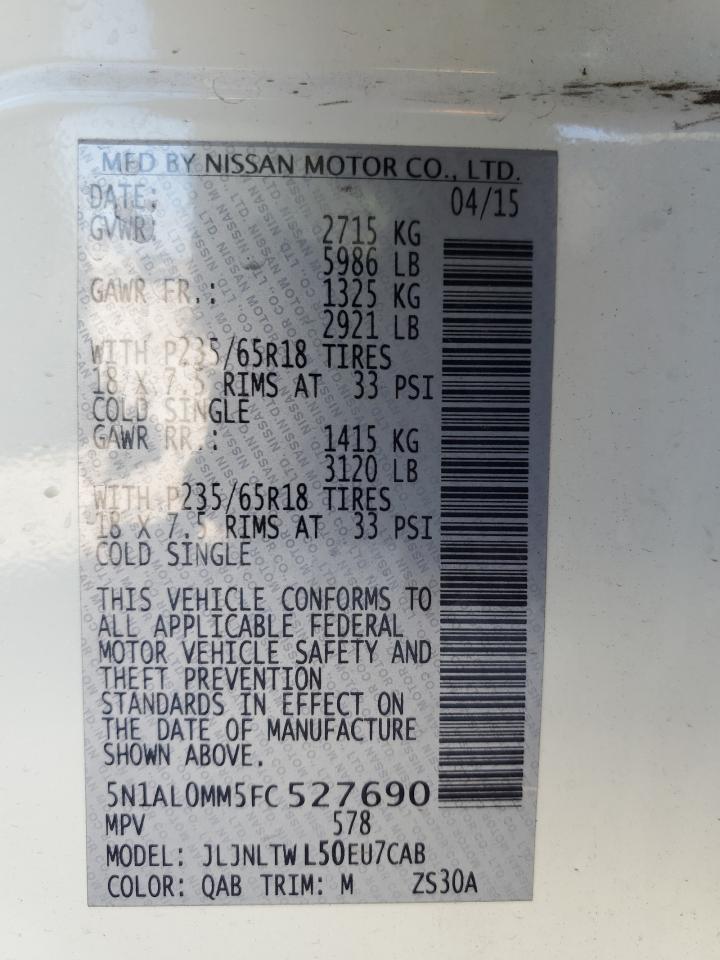 MFD BY NISSAN MOTOR CO., LTD.
DATE: 04/15
GVWR: 2715 KG
5986 LB
GAWR FR.: 1325 KG
2921 LB
WITH P235/65R18 TIRES
18 X 7.5 RIMS AT 33 PSI
COLD SINGLE
GAWR RR.: 1415 KG
3120 LB
WITH P235/65R18 TIRES
18 X 7.5 RIMS AT 33 PSI
COLD SINGLE
THIS VEHICLE CONFORMS TO
ALL APPLICABLE FEDERAL
MOTOR VEHICLE SAFETY AND
THEFT PREVENTION
STANDARDS IN EFFECT ON
THE DATE OF MANUFACTURE
SHOWN ABOVE.
5N1AL0MM5FC 527690
MPV 578
MODEL: JLJNLTW L50EU7CAB
COLOR: QAB TRIM: M ZS30A